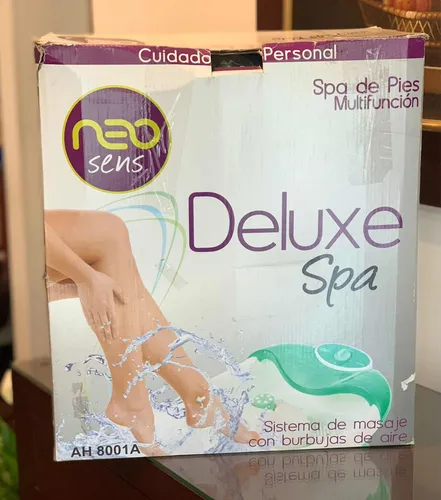 Cuidado Personal
Spa de Pies
Multifunción
neo
sens
Deluxe
Spa
Sistema de masaje
con burbujas de aire
AH 8001A